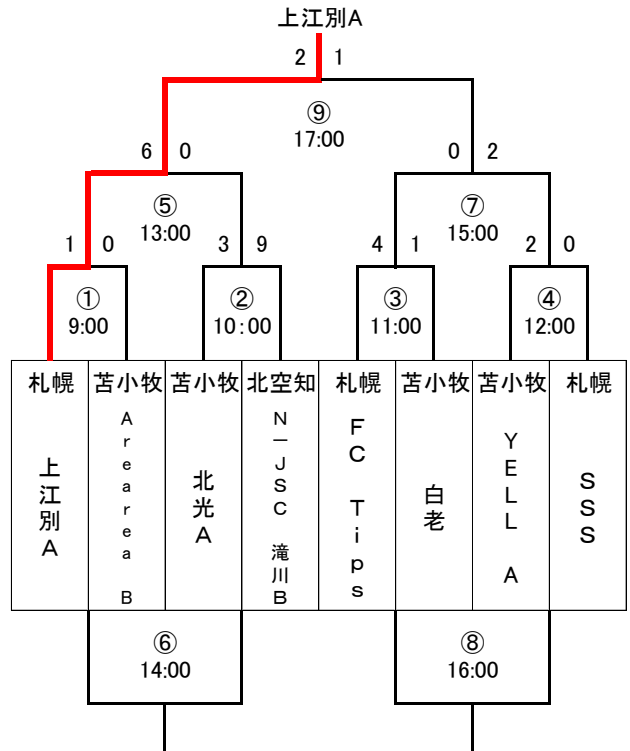 上江別A
2 1
⑨
17:00
6 0
0 2
⑤
13:00
⑦
15:00
1 0
3 9
4 1
2 0
①
9:00
②
10:00
③
11:00
④
12:00
札幌 苫小牧 苫小牧 北空知 札幌 苫小牧 苫小牧 札幌
上江別A
Arearea B
北光A
N－JSC 滝川B
FC Tips
白老
YELL A
SSS
⑥
14:00
⑧
16:00